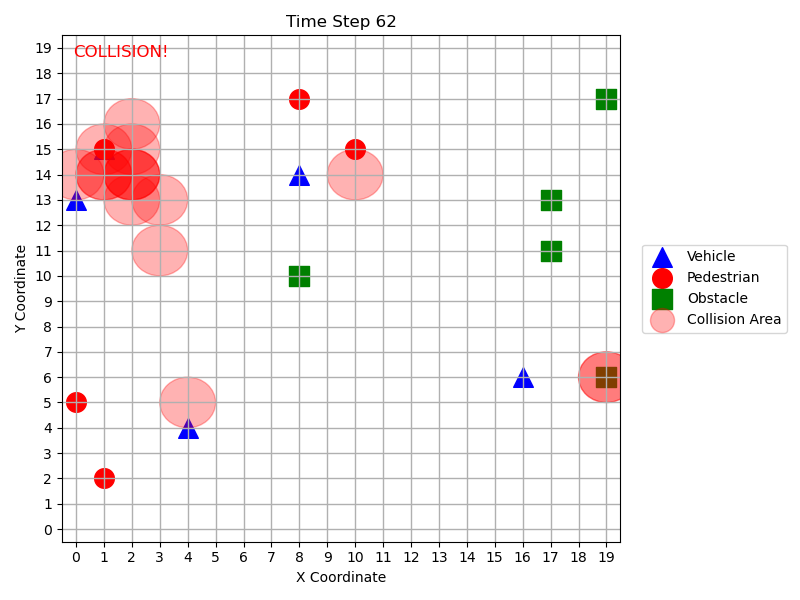 Time Step 62
COLLISION!
19
18
17
16
15
14
13
12
11
10
9
8
7
6
5
4
3
2
1
0
Y Coordinate
0 1 2 3 4 5 6 7 8 9 10 11 12 13 14 15 16 17 18 19
X Coordinate
Vehicle
Pedestrian
Obstacle
Collision Area